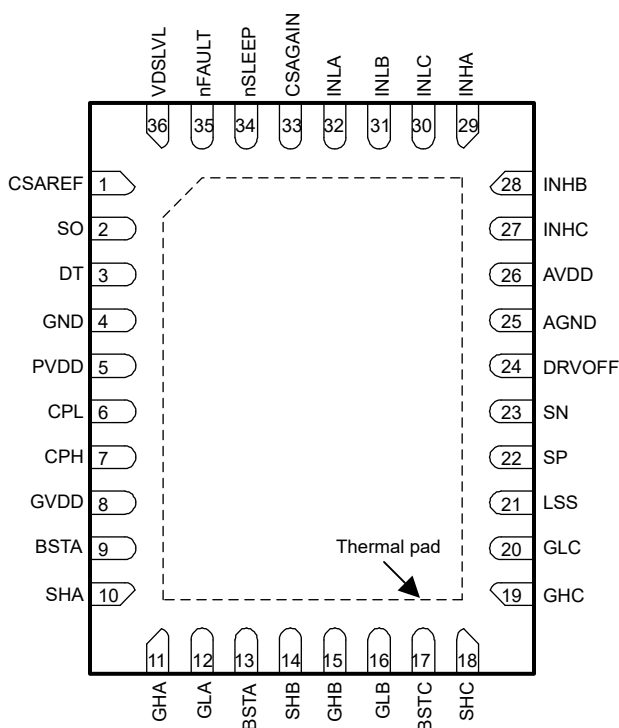 VDSLVL
nFAULT
nSLEEP
CSAGAIN
INLA
INLB
INLC
INHA
36
35
34
33
32
31
30
29
CSAREF 1
28 INHB
SO 2
27 INHC
DT 3
26 AVDD
GND 4
25 AGND
PVDD 5
24 DRVOFF
CPL 6
23 SN
CPH 7
22 SP
GVDD 8
21 LSS
BSTA 9
Thermal pad
20 GLC
SHA 10
19 GHC
11
12
13
14
15
16
17
18
GHA
GLA
BSTA
SHB
GHB
GLB
BSTC
SHC